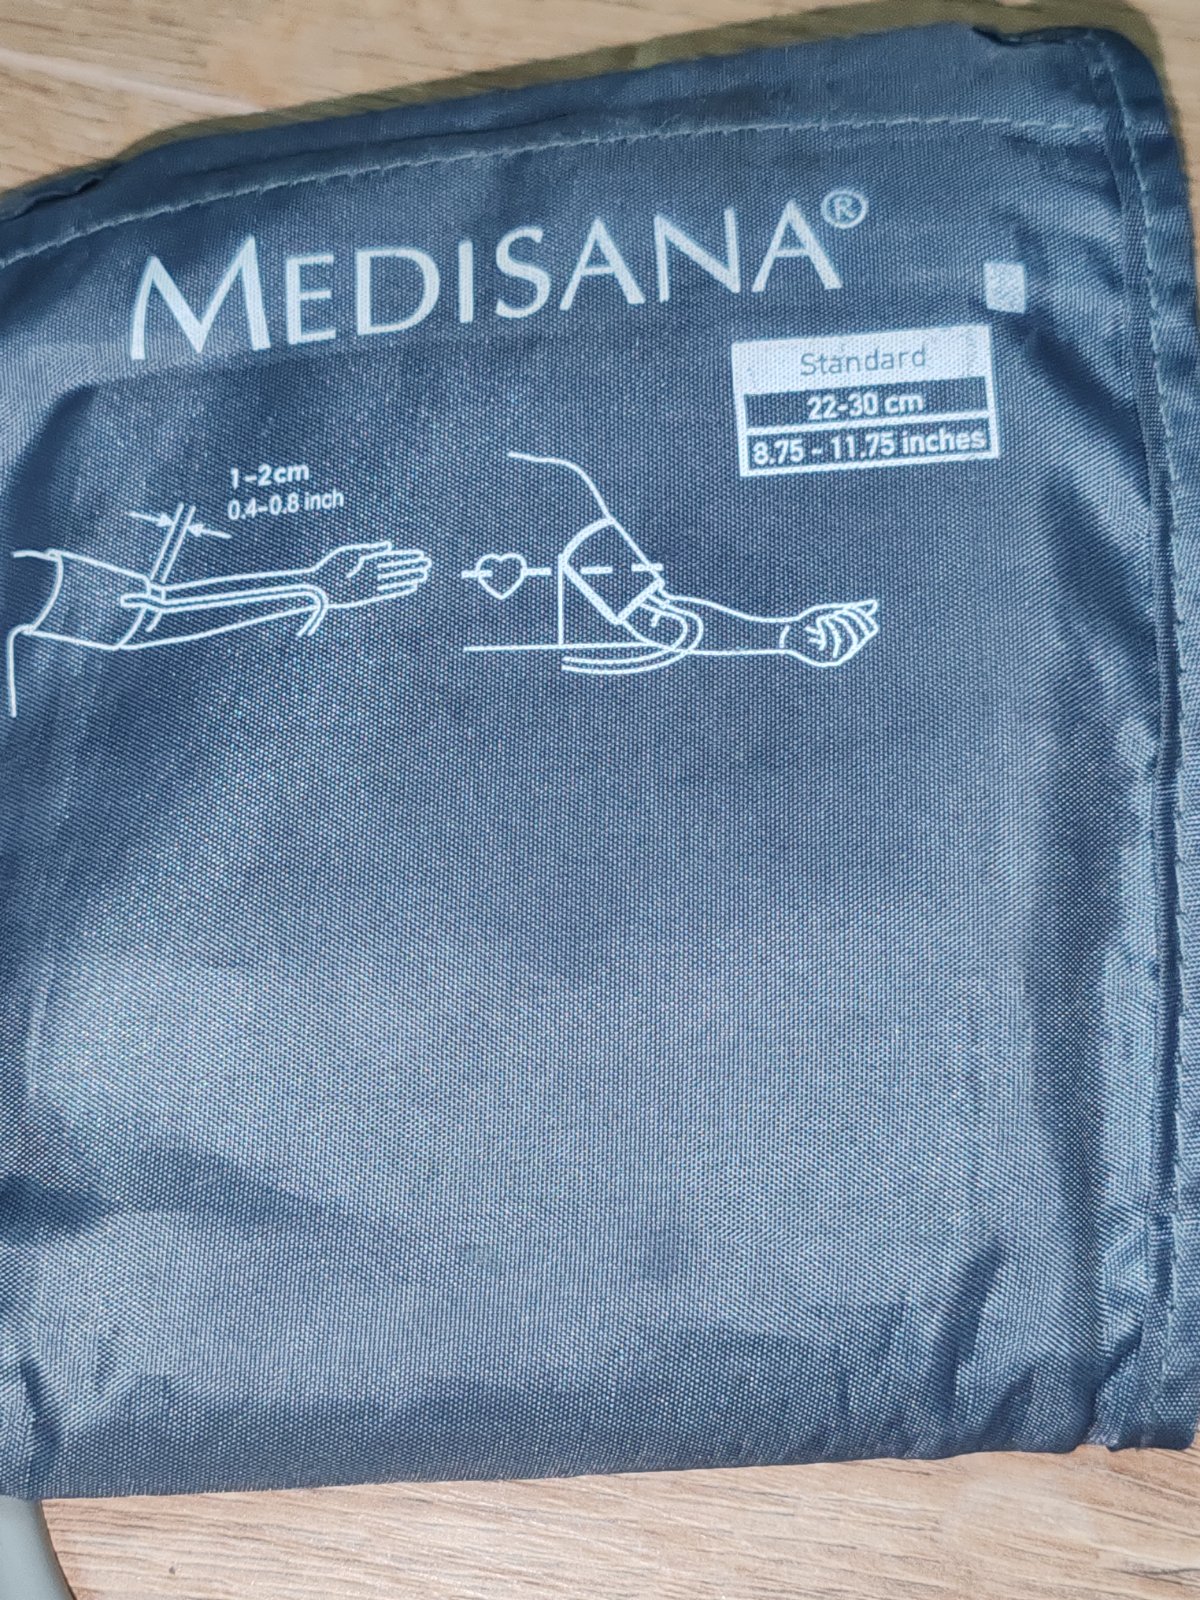 MEDISANA®
Standard
22-30 cm
8.75 - 11.75 inches
1-2cm
0.4-0.8 inch